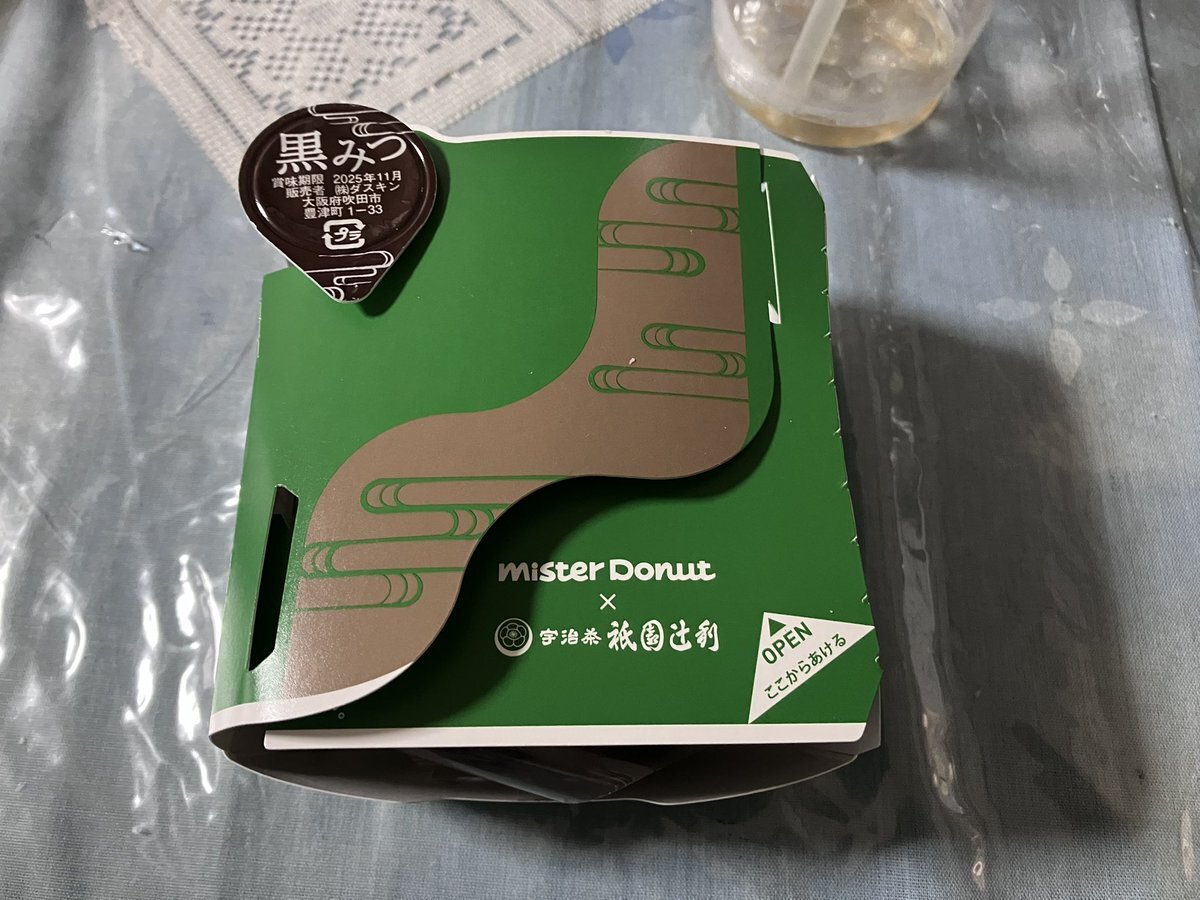 黒みつ
賞味期限 2025年11月
販売者 ㈱ダスキン
大阪府吹田市
豊津町1−33
プラ
mister Donut
×
宇治茶 祇園辻利
OPEN
ここからあける